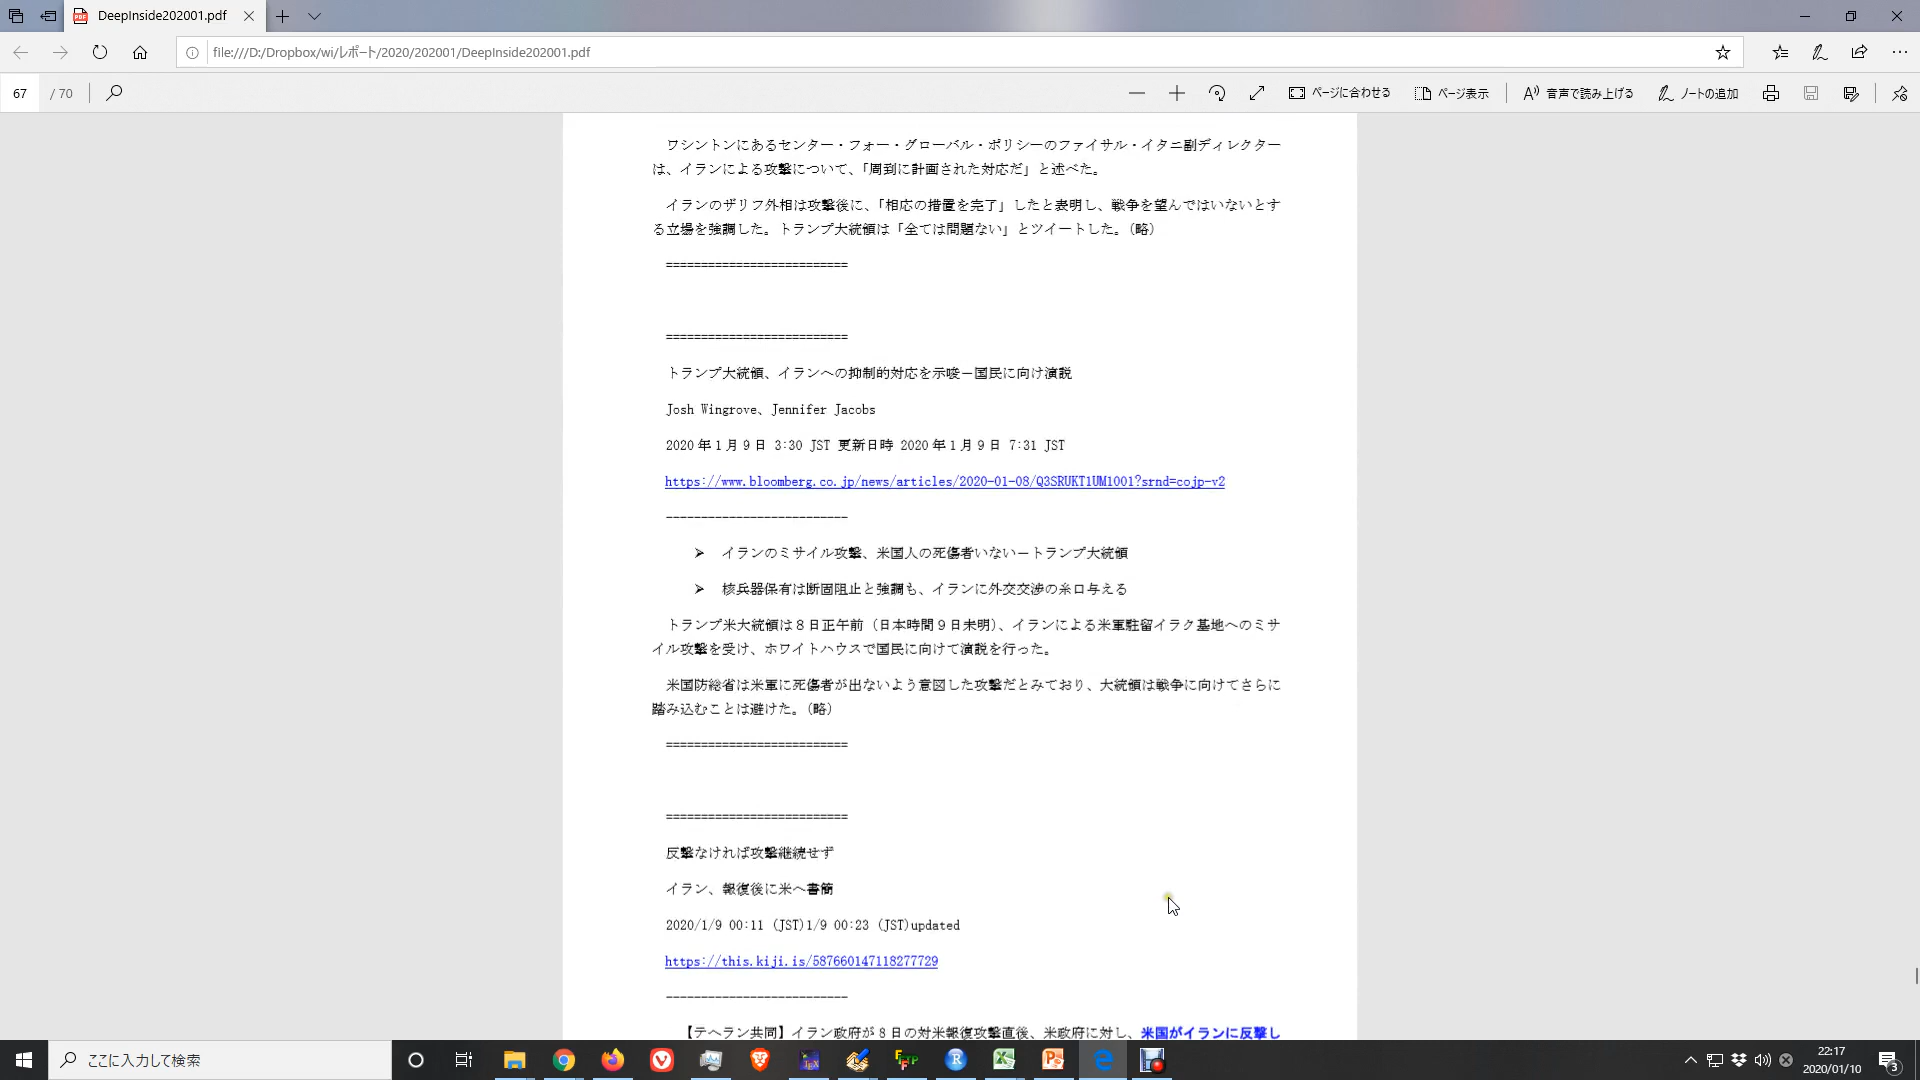 DeepInside202001.pdf
file:///D:/Dropbox/wi/レポート/2020/202001/DeepInside202001.pdf
67 / 70
ページに合わせる
ページ表示
音声で読み上げる
ノートの追加
ワシントンにあるセンター・フォー・グローバル・ポリシーのファイサル・イタニ副ディレクター
は、イランによる攻撃について、「周到に計画された対応だ」と述べた。
イランのザリフ外相は攻撃後に、「相応の措置を完了」したと表明し、戦争を望んではいないとす
る立場を強調した。トランプ大統領は「全ては問題ない」とツイートした。（略）
==========================
==========================
トランプ大統領、イランへの抑制的対応を示唆－国民に向け演説
Josh Wingrove、Jennifer Jacobs
2020年1月9日 3:30 JST 更新日時 2020年1月9日 7:31 JST
https://www.bloomberg.co.jp/news/articles/2020-01-08/Q3SRUKT1UM1001?srnd=cojp-v2
--------------------------
➢ イランのミサイル攻撃、米国人の死傷者いない－トランプ大統領
➢ 核兵器保有は断固阻止と強調も、イランに外交交渉の糸口与える
トランプ米大統領は８日正午前（日本時間９日未明）、イランによる米軍駐留イラク基地へのミサ
イル攻撃を受け、ホワイトハウスで国民に向けて演説を行った。
米国防総省は米軍に死傷者が出ないよう意図した攻撃だとみており、大統領は戦争に向けてさらに
踏み込むことは避けた。（略）
==========================
==========================
反撃なければ攻撃継続せず
イラン、報復後に米へ書簡
2020/1/9 00:11 (JST)1/9 00:23 (JST)updated
https://this.kiji.is/587660147118277729
--------------------------
【テヘラン共同】イラン政府が８日の対米報復攻撃直後、米政府に対し、米国がイランに反撃し
ここに入力して検索
22:17
2020/01/10
3